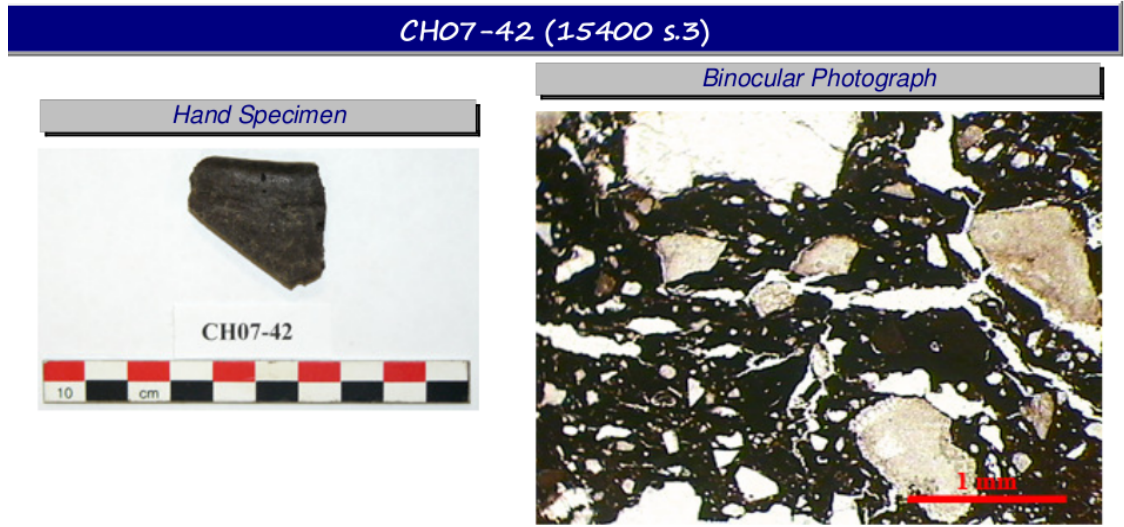 CH07-42 (15400 s.3)
Hand Specimen
Binocular Photograph
CH07-42
10 cm
1 mm